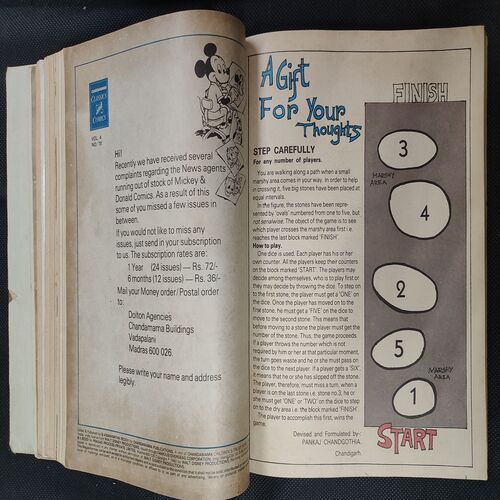 CLASSICS
COMICS
VOL. 4
Hi!
Recently we have received several
complaints regarding the News agents
running out of stock of Mickey &
Donald Comics. As a result of this
some of you missed a few issues in
between.
If you would not like to miss any
issues, just send in your subscription
to us. The subscription rates are:
1 Year (24 issues) — Rs. 72/-
6 months (12 issues) — Rs. 36/-
Mail your Money order/Postal order
to:
Dolton Agencies
Chandamama Buildings
Vadapalani
Madras 600 026.
Please write your name and address
legibly.
A Gift
For Your
Thoughts
STEP CAREFULLY
For any number of players.
You are walking along a path when a small
marshy area comes in your way. In order to help
in crossing it, five big stones have been placed at
equal intervals.
In the figure, the stones have been repre-
sented by 'ovals' numbered from one to five, but
not serialwise. The object of this game is to see
which player crosses the marshy area first i.e.
reaches the last block marked 'FINISH'.
How to play.
One dice is used. Each player has his or her
own counter. All the players keep their counters
on the block marked 'START'. The players may
decide among themselves, who is to play first or
they may decide by throwing the dice. To step on
to the first stone, the player must get a 'ONE' on
the dice. Once the player has moved on to the
first stone, he must get a 'FIVE' on the dice to
move to the second stone. This means that
before moving to a stone the player must get the
number of the stone. Thus, the game proceeds.
If a player throws the number which is not
required by him or her at that particular moment,
the turn goes waste and he or she must pass on
the dice to the next player. If a player gets a 'SIX',
it means that he or she has slipped off the stone.
The player, therefore, must miss a turn, when a
player is on the last stone i.e. stone no.3, he or
she must get 'ONE' or 'TWO' on the dice to step
on to the dry area i.e. the block marked 'FINISH'.
The player to accomplish this first, wins the
game.
Devised and Formulated by:-
PANKAJ CHANDGOTHIA.
Chandigarh.
FINISH
3
MARSHY
AREA
4
2
5
MARSHY
AREA
1
START